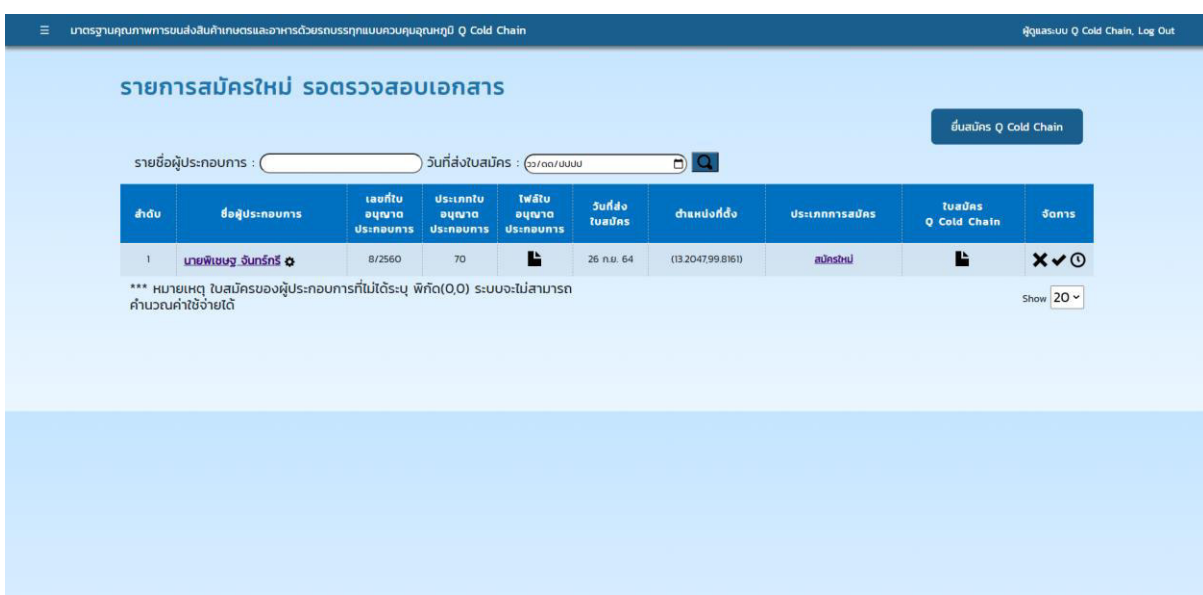 ☰ มาตรฐานคุณภาพการขนส่งสินค้าเกษตรและอาหารด้วยรถบรรทุกแบบควบคุมอุณหภูมิ Q Cold Chain ผู้ดูแลระบบ Q Cold Chain, Log Out
รายการสมัครใหม่ รอตรวจสอบเอกสาร
ยื่นสมัคร Q Cold Chain
รายชื่อผู้ประกอบการ : วันที่ส่งใบสมัคร : วว/ดด/ปปปป
ลำดับ ชื่อผู้ประกอบการ เลขที่ใบอนุญาตประกอบการ ประเภทใบอนุญาตประกอบการ ไฟล์ใบอนุญาตประกอบการ วันที่ส่งใบสมัคร ตำแหน่งที่ตั้ง ประเภทการสมัคร ใบสมัคร Q Cold Chain จัดการ
1 นายพิเชษฐ จันทร์ทรี 8/2560 70 26 ก.ย. 64 (13.2047,99.8161) สมัครใหม่
*** หมายเหตุ ใบสมัครของผู้ประกอบการที่ไม่ได้ระบุ พิกัด(0,0) ระบบจะไม่สามารถ
คำนวณค่าใช้จ่ายได้
Show 20